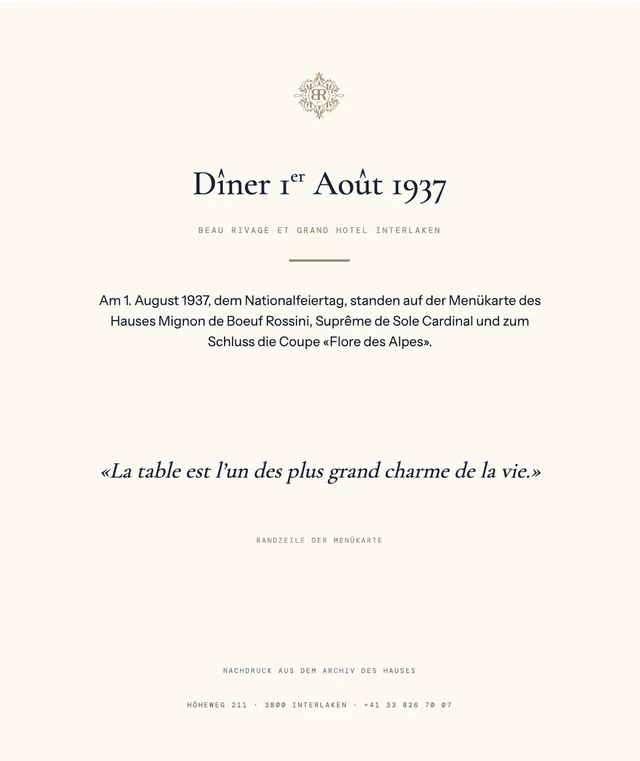 BR
Dîner 1er Août 1937
BEAU RIVAGE ET GRAND HOTEL INTERLAKEN
Am 1. August 1937, dem Nationalfeiertag, standen auf der Menükarte des
Hauses Mignon de Boeuf Rossini, Suprême de Sole Cardinal und zum
Schluss die Coupe «Flore des Alpes».
«La table est l’un des plus grand charme de la vie.»
RANDZEILE DER MENÜKARTE
NACHDRUCK AUS DEM ARCHIV DES HAUSES
HÖHEWEG 211 · 3800 INTERLAKEN · +41 33 826 70 07